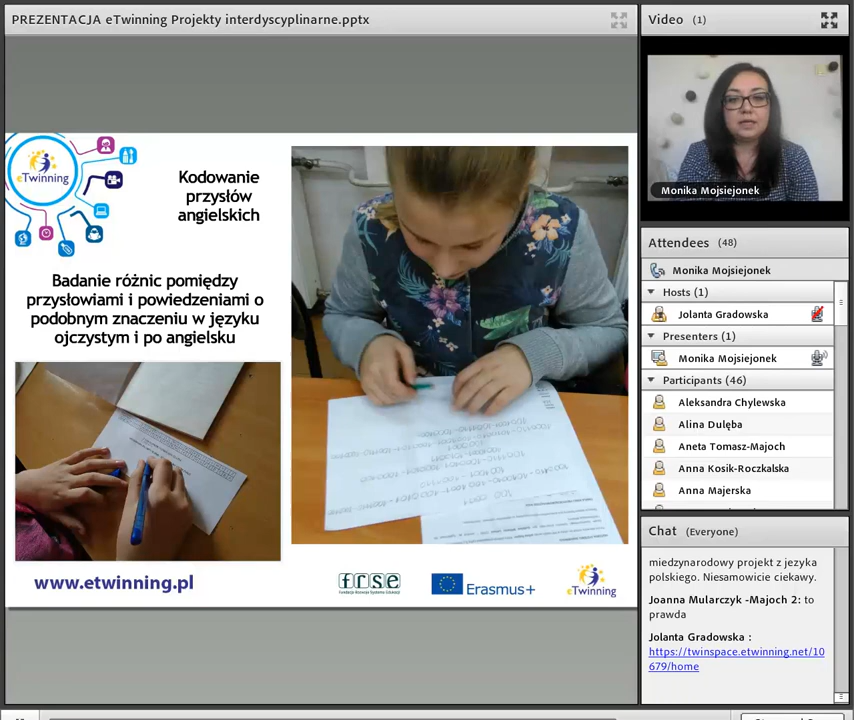 PREZENTACJA eTwinning Projekty interdyscyplinarne.pptx
eTwinning
Kodowanie
przysłów
angielskich
Badanie różnic pomiędzy
przysłowiami i powiedzeniami o
podobnym znaczeniu w języku
ojczystym i po angielsku
www.etwinning.pl
frse
Fundacja Rozwoju Systemu Edukacji
Erasmus+
eTwinning
Video (1)
Monika Mojsiejonek
Attendees (48)
Monika Mojsiejonek
Hosts (1)
Jolanta Gradowska
Presenters (1)
Monika Mojsiejonek
Participants (46)
Aleksandra Chylewska
Alina Dulęba
Aneta Tomasz-Majoch
Anna Kosik-Roczkalska
Anna Majerska
Chat (Everyone)
miedzynarodowy projekt z jezyka
polskiego. Niesamowicie ciekawy.
Joanna Mularczyk -Majoch 2: to
prawda
Jolanta Gradowska :
https://twinspace.etwinning.net/10
679/home